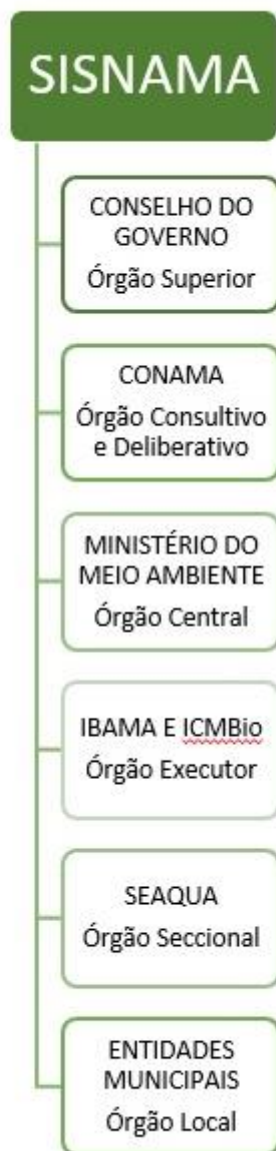 SISNAMA
CONSELHO DO
GOVERNO
Órgão Superior
CONAMA
Órgão Consultivo
e Deliberativo
MINISTÉRIO DO
MEIO AMBIENTE
Órgão Central
IBAMA E ICMBio
Órgão Executor
SEAQUA
Órgão Seccional
ENTIDADES
MUNICIPAIS
Órgão Local